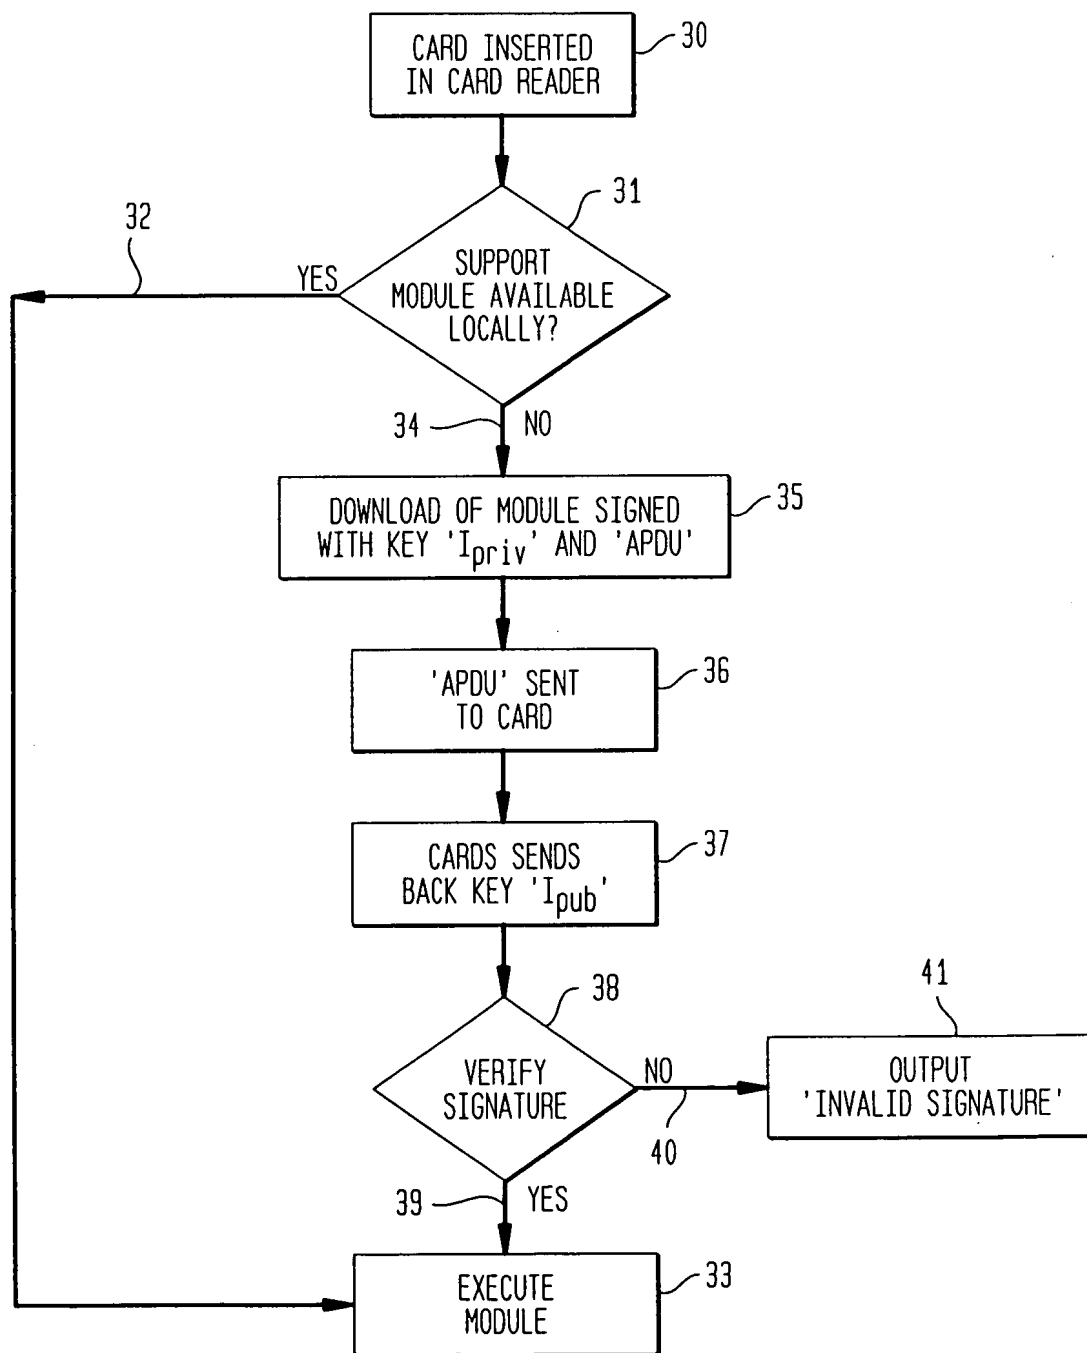 CARD INSERTED
IN CARD READER
30
31
32
YES
SUPPORT
MODULE AVAILABLE
LOCALLY?
34
NO
DOWNLOAD OF MODULE SIGNED
WITH KEY 'Ipriv' AND 'APDU'
35
'APDU' SENT
TO CARD
36
CARDS SENDS
BACK KEY 'Ipub'
37
38
VERIFY
SIGNATURE
NO
40
41
OUTPUT
'INVALID SIGNATURE'
39
YES
EXECUTE
MODULE
33